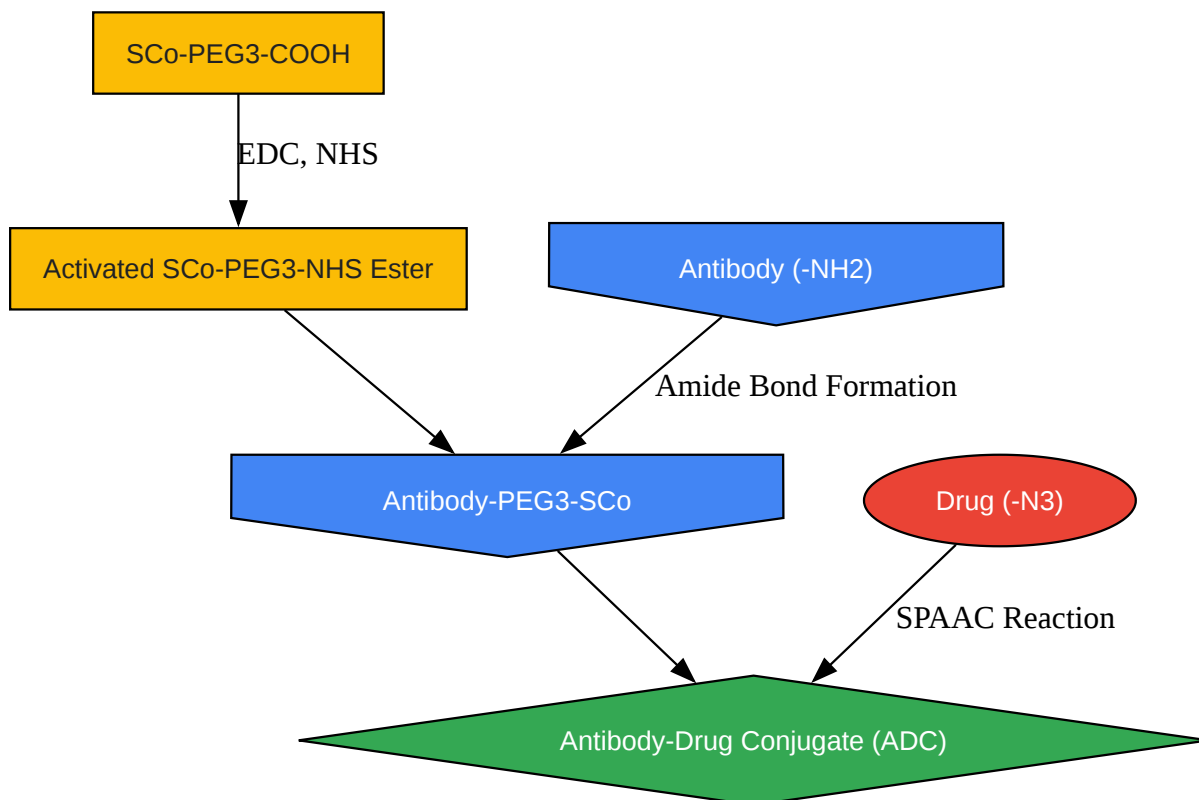 SCo-PEG3-COOH
EDC, NHS
Activated SCo-PEG3-NHS Ester
Antibody (-NH2)
Amide Bond Formation
Antibody-PEG3-SCo
Drug (-N3)
SPAAC Reaction
Antibody-Drug Conjugate (ADC)